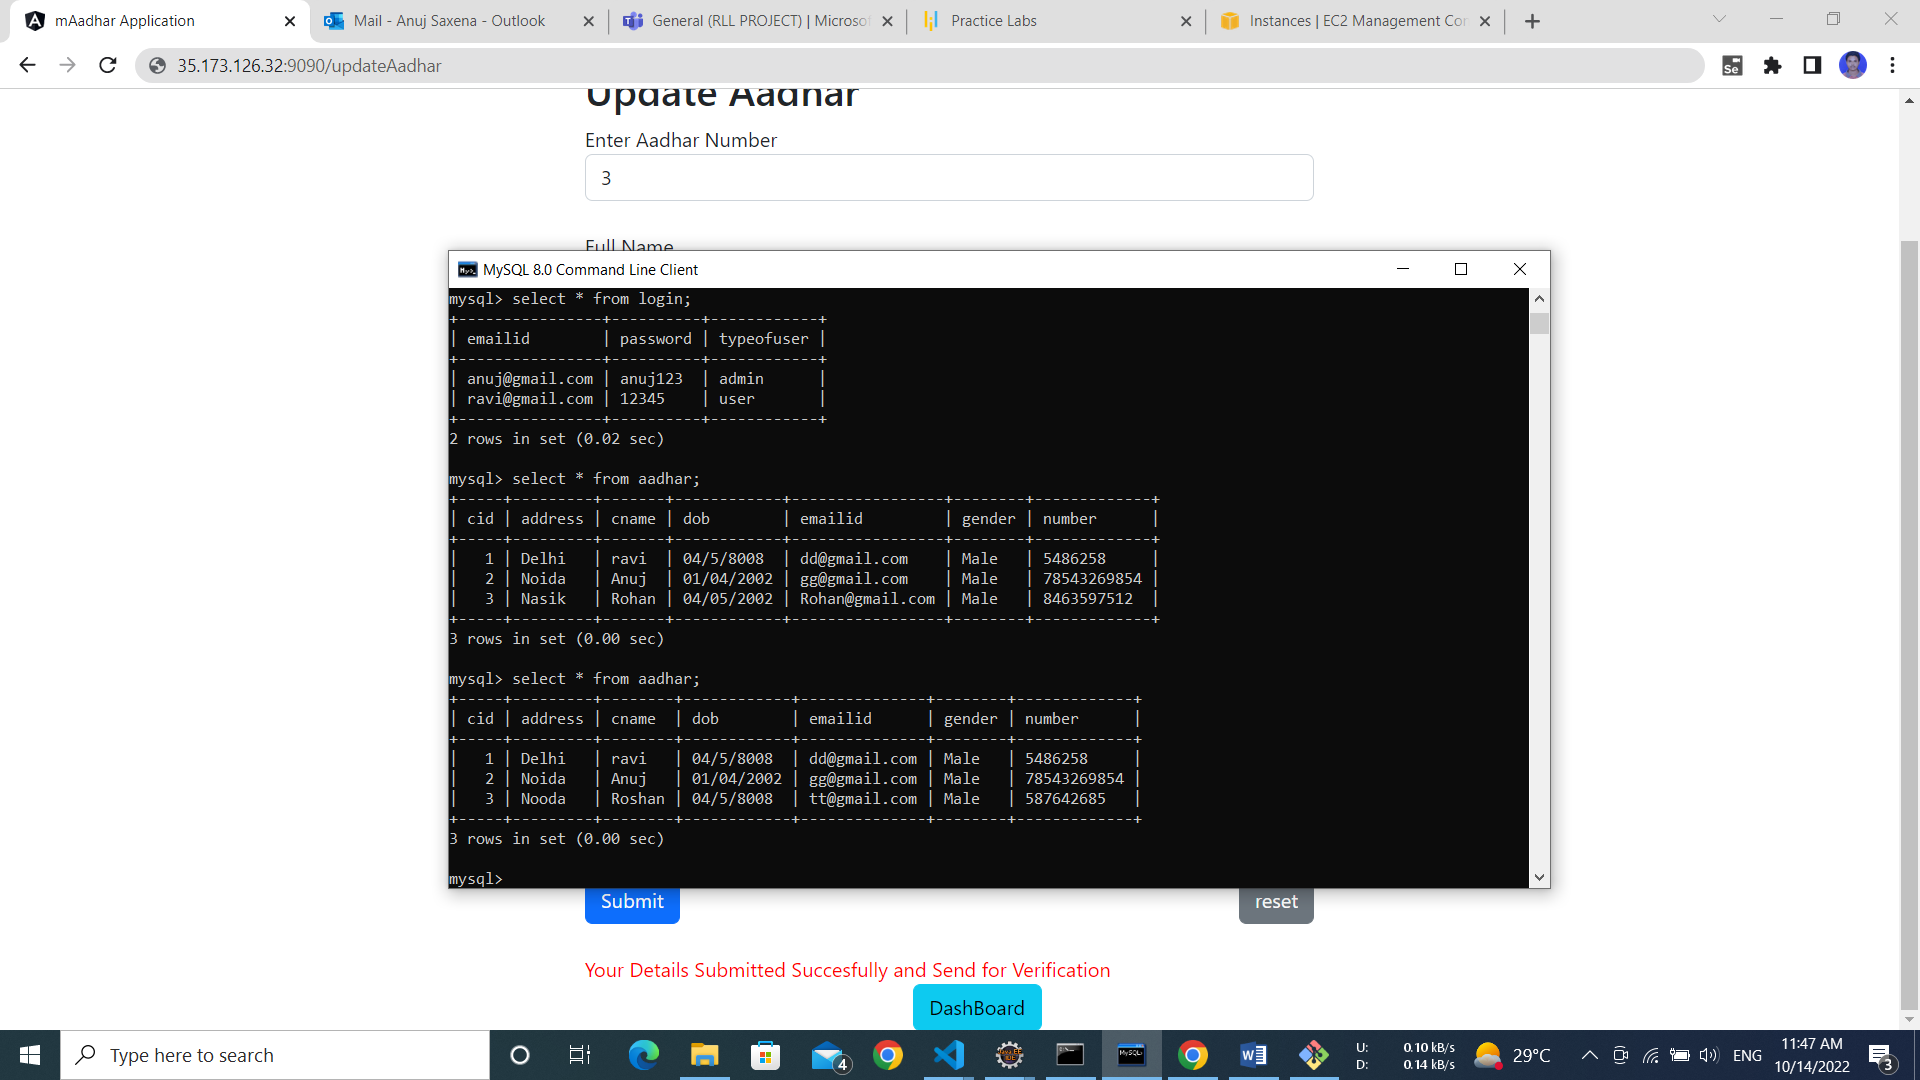 mAadhar Application
Mail - Anuj Saxena - Outlook
General (RLL PROJECT) | Microsof
Practice Labs
Instances | EC2 Management Con
35.173.126.32:9090/updateAadhar
Se
Update Aadhar
Enter Aadhar Number
3
Full Name
MySQL 8.0 Command Line Client
mysql> select * from login;
+----------------+----------+------------+
| emailid        | password | typeofuser |
+----------------+----------+------------+
| anuj@gmail.com | anuj123  | admin      |
| ravi@gmail.com | 12345    | user       |
+----------------+----------+------------+
2 rows in set (0.02 sec)
mysql> select * from aadhar;
+-----+---------+-------+------------+-----------------+--------+-------------+
| cid | address | cname | dob        | emailid         | gender | number      |
+-----+---------+-------+------------+-----------------+--------+-------------+
|   1 | Delhi   | ravi  | 04/5/8008  | dd@gmail.com    | Male   | 5486258     |
|   2 | Noida   | Anuj  | 01/04/2002 | gg@gmail.com    | Male   | 78543269854 |
|   3 | Nasik   | Rohan | 04/05/2002 | Rohan@gmail.com | Male   | 8463597512  |
+-----+---------+-------+------------+-----------------+--------+-------------+
3 rows in set (0.00 sec)
mysql> select * from aadhar;
+-----+---------+--------+------------+--------------+--------+-------------+
| cid | address | cname  | dob        | emailid      | gender | number      |
+-----+---------+--------+------------+--------------+--------+-------------+
|   1 | Delhi   | ravi   | 04/5/8008  | dd@gmail.com | Male   | 5486258     |
|   2 | Noida   | Anuj   | 01/04/2002 | gg@gmail.com | Male   | 78543269854 |
|   3 | Nooda   | Roshan | 04/5/8008  | tt@gmail.com | Male   | 587642685   |
+-----+---------+--------+------------+--------------+--------+-------------+
3 rows in set (0.00 sec)
mysql>
Submit
reset
Your Details Submitted Succesfully and Send for Verification
DashBoard
Type here to search
4
U: 0.10 kB/s
D: 0.14 kB/s
29°C
ENG
11:47 AM
10/14/2022
3